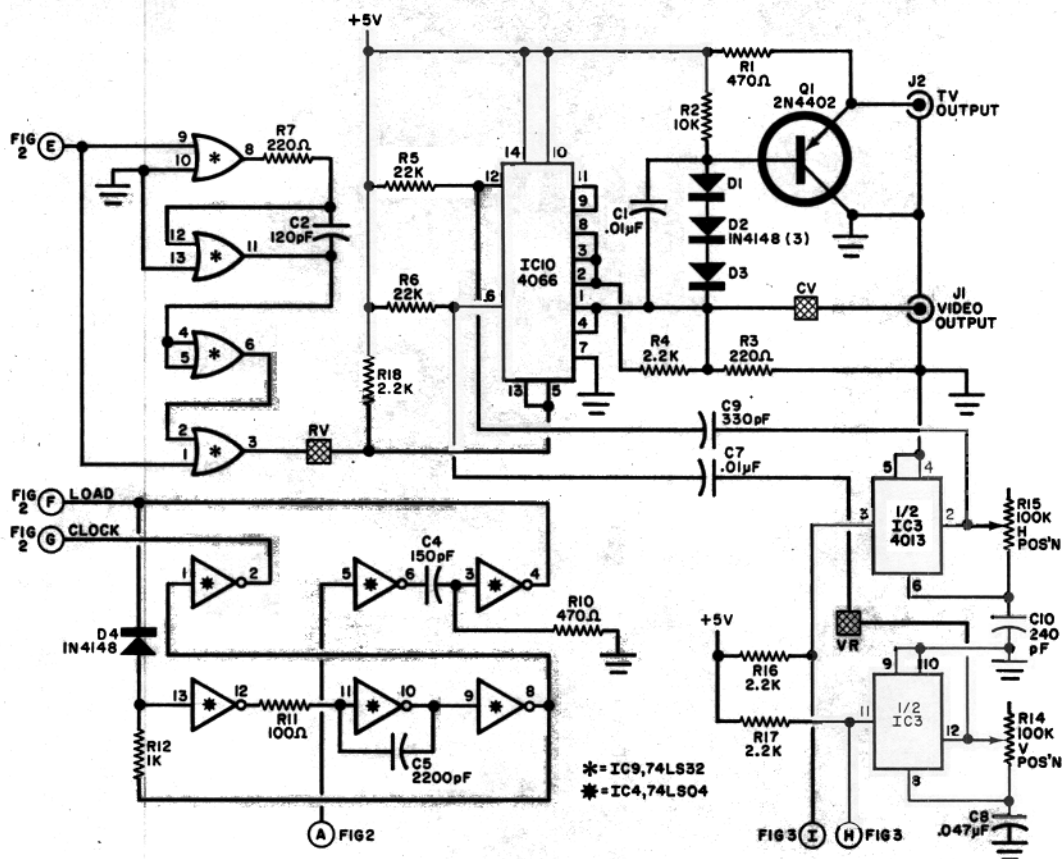 +5V
R1
470Ω
J2
TV
OUTPUT
Q1
2N4402
R2
10K
FIG
2
E
9
10
8
R7
220Ω
14
10
R5
22K
12
11
9
8
3
2
1
4
7
C1
.01µF
D1
D2
1N4148 (3)
D3
12
13
11
C2
120pF
IC10
4066
R6
22K
6
CV
J1
VIDEO
OUTPUT
4
5
6
R18
2.2K
13
5
R4
2.2K
R3
220Ω
2
1
3
RV
C9
330pF
C7
.01µF
5
4
FIG
2
F
LOAD
FIG
2
G
CLOCK
3
1/2
IC3
4013
2
6
R15
100K
H
POS'N
1
2
5
6
C4
150pF
3
4
R10
470Ω
C10
240
pF
D4
1N4148
+5V
VR
9
110
R16
2.2K
13
12
R11
100Ω
11
10
9
8
11
1/2
IC3
12
8
R14
100K
V
POS'N
R12
1K
C5
2200pF
R17
2.2K
*=IC9,74LS32
✷=IC4,74LS04
A
FIG2
FIG3
I
H
FIG3
C8
.047µF